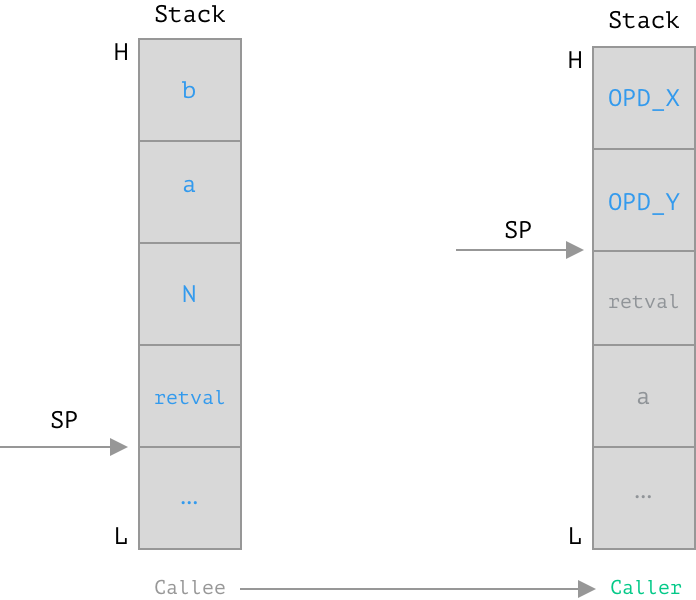 Stack
H
b
a
N
retval
SP
...
L
Callee
Stack
H
OPD_X
OPD_Y
SP
retval
a
...
L
Caller